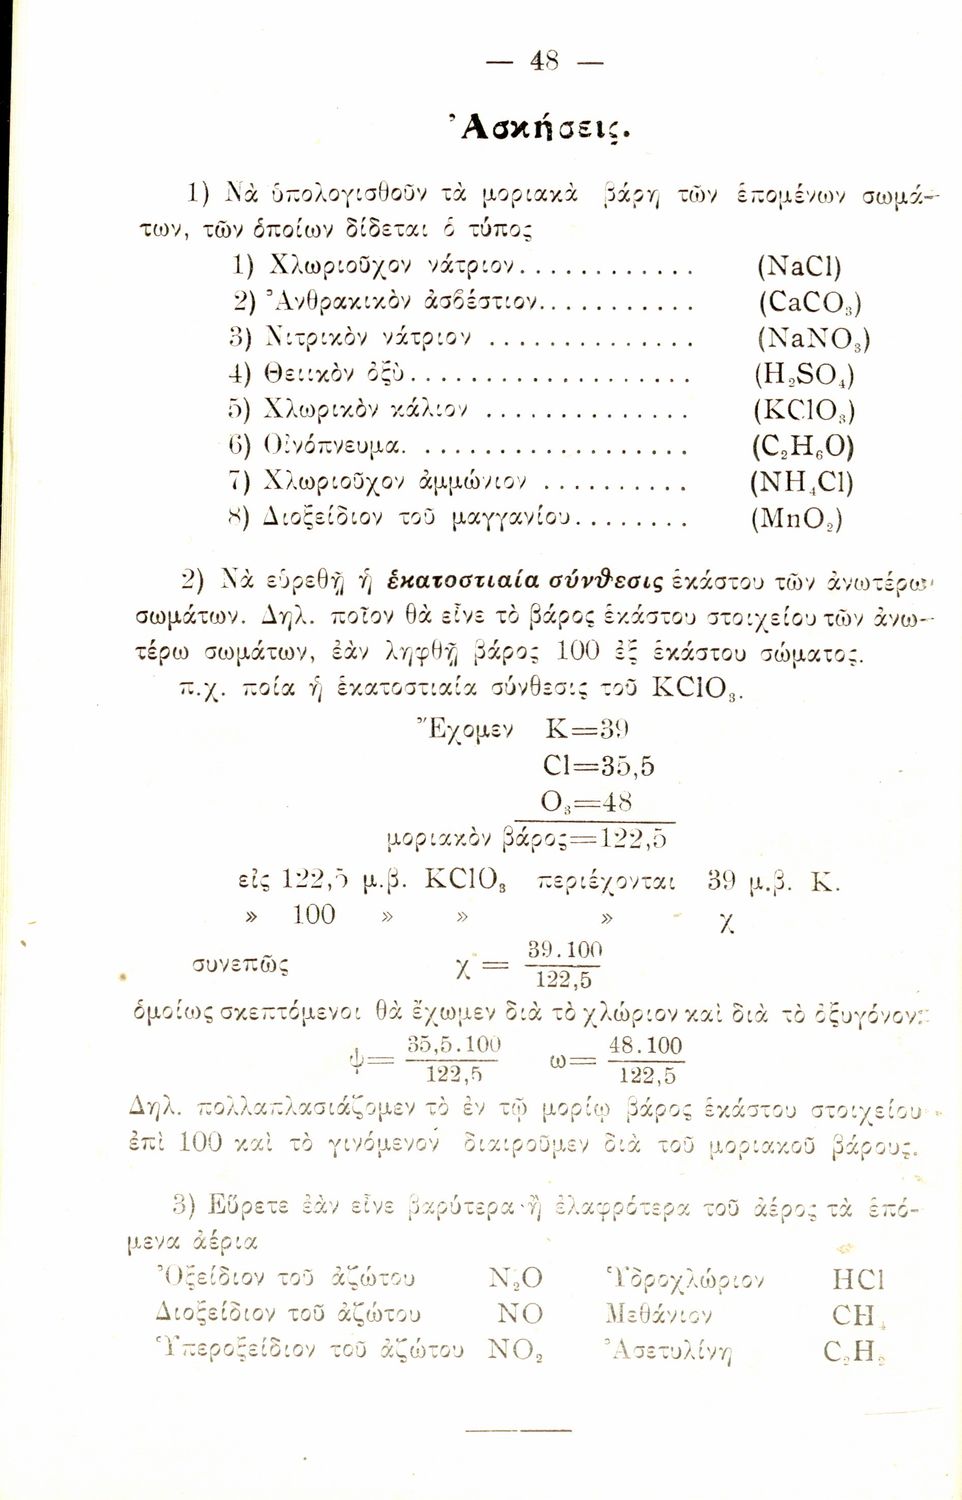 — 48 —
Ἀσκήσεις.
1) Νὰ ὑπολογισθοῦν τὰ μοριακὰ βάρη τῶν ἑπομένων σωμά-
των, τῶν ὁποίων δίδεται ὁ τύπος
1) Χλωριοῦχον νάτριον............ (NaCl)
2) Ἀνθρακικὸν ἀσβέστιον........... (CaCO₃)
3) Νιτρικὸν νάτριον .............. (NaNO₃)
4) Θειικὸν ὀξὺ.................... (H₂SO₄)
5) Χλωρικὸν κάλιον .............. (KClO₃)
6) Οἰνόπνευμα. ................... (C₂H₆O)
7) Χλωριοῦχον ἀμμώνιον .......... (NH₄Cl)
8) Διοξείδιον τοῦ μαγγανίου........ (MnO₂)
2) Νὰ εὑρεθῇ ἡ ἑκατοστιαία σύνθεσις ἑκάστου τῶν ἀνωτέρω
σωμάτων. Δηλ. ποῖον θὰ εἶνε τὸ βάρος ἑκάστου στοιχείου τῶν ἀνω-
τέρω σωμάτων, ἐὰν ληφθῇ βάρος 100 ἐξ ἑκάστου σώματος.
π.χ. ποία ἡ ἑκατοστιαία σύνθεσις τοῦ KClO₃.
Ἔχομεν K=39
Cl=35,5
O₃=48
μοριακὸν βάρος=122,5
εἰς 122,5 μ.β. KClO₃ περιέχονται 39 μ.β. K.
» 100 » » » χ
συνεπῶς χ = 39.100 / 122,5
ὁμοίως σκεπτόμενοι θὰ ἔχωμεν διὰ τὸ χλώριον καὶ διὰ τὸ ὀξυγόνον:
ψ= 35,5.100 / 122,5 ω= 48.100 / 122,5
Δηλ. πολλαπλασιάζομεν τὸ ἐν τῷ μορίῳ βάρος ἑκάστου στοιχείου
ἐπὶ 100 καὶ τὸ γινόμενον διαιροῦμεν διὰ τοῦ μοριακοῦ βάρους.
3) Εὕρετε ἐὰν εἶνε βαρύτερα ἢ ἐλαφρότερα τοῦ ἀέρος τὰ ἑπό-
μενα ἀέρια
Ὀξείδιον τοῦ ἀζώτου N₂O Ὑδροχλώριον HCl
Διοξείδιον τοῦ ἀζώτου NO Μεθάνιον CH₄
Ὑπεροξείδιον τοῦ ἀζώτου NO₂ Ἀσετυλίνη C₂H₂